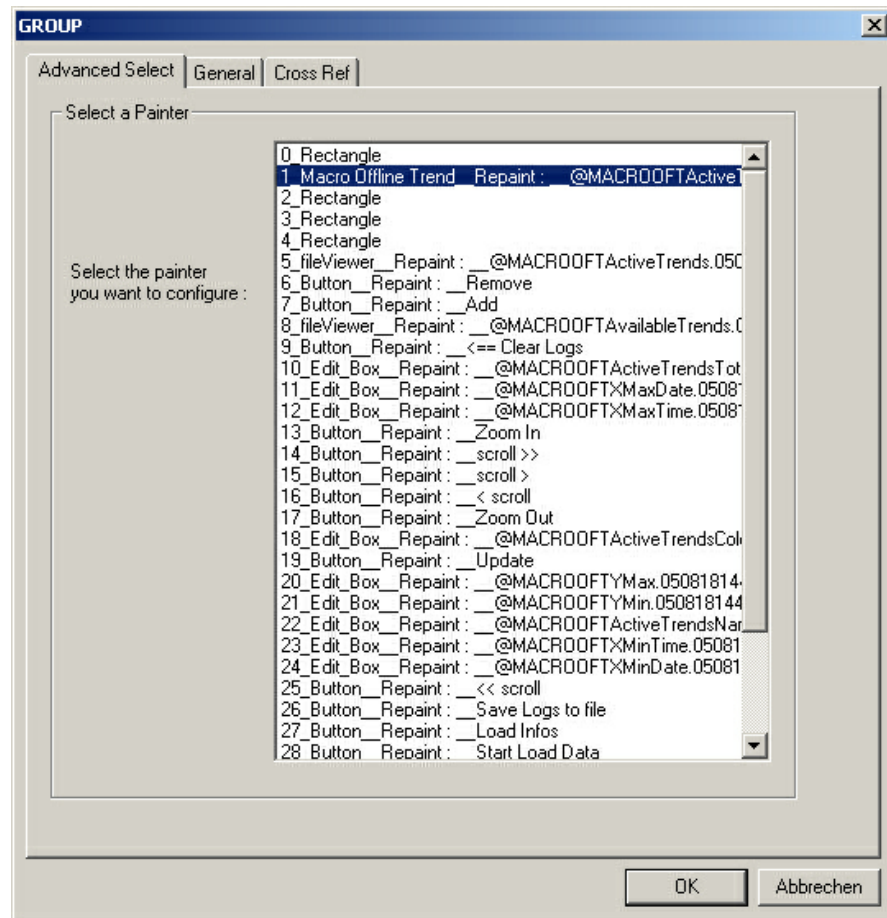 GROUP
Advanced Select General Cross Ref
Select a Painter
0_Rectangle
1_Macro Offline Trend__Repaint : __@MACROOFTActiveT
2_Rectangle
3_Rectangle
4_Rectangle
5_fileViewer__Repaint : __@MACROOFTActiveTrends.050
6_Button__Repaint : __Remove
7_Button__Repaint : __Add
8_fileViewer__Repaint : __@MACROOFTAvailableTrends.0
9_Button__Repaint : __<== Clear Logs
10_Edit_Box__Repaint : __@MACROOFTActiveTrendsTot
11_Edit_Box__Repaint : __@MACROOFTXMaxDate.05081
12_Edit_Box__Repaint : __@MACROOFTXMaxTime.05081
13_Button__Repaint : __Zoom In
14_Button__Repaint : __scroll >>
15_Button__Repaint : __scroll >
16_Button__Repaint : __< scroll
17_Button__Repaint : __Zoom Out
18_Edit_Box__Repaint : __@MACROOFTActiveTrendsColo
19_Button__Repaint : __Update
20_Edit_Box__Repaint : __@MACROOFTYMax.050818144
21_Edit_Box__Repaint : __@MACROOFTYMin.050818144
22_Edit_Box__Repaint : __@MACROOFTActiveTrendsNar
23_Edit_Box__Repaint : __@MACROOFTXMinTime.05081
24_Edit_Box__Repaint : __@MACROOFTXMinDate.05081
25_Button__Repaint : __<< scroll
26_Button__Repaint : __Save Logs to file
27_Button__Repaint : __Load Infos
28_Button__Repaint : __Start Load Data
Select the painter
you want to configure :
OK Abbrechen